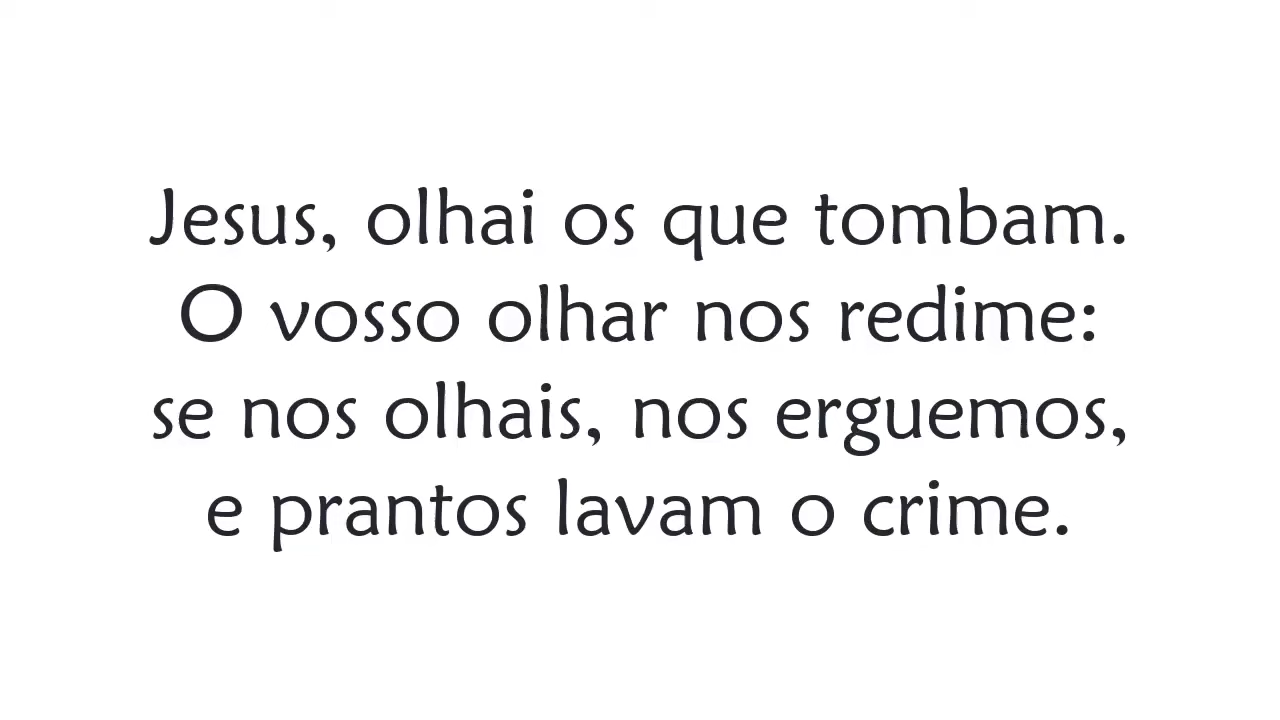 Jesus, olhai os que tombam.
O vosso olhar nos redime:
se nos olhais, nos erguemos,
e prantos lavam o crime.